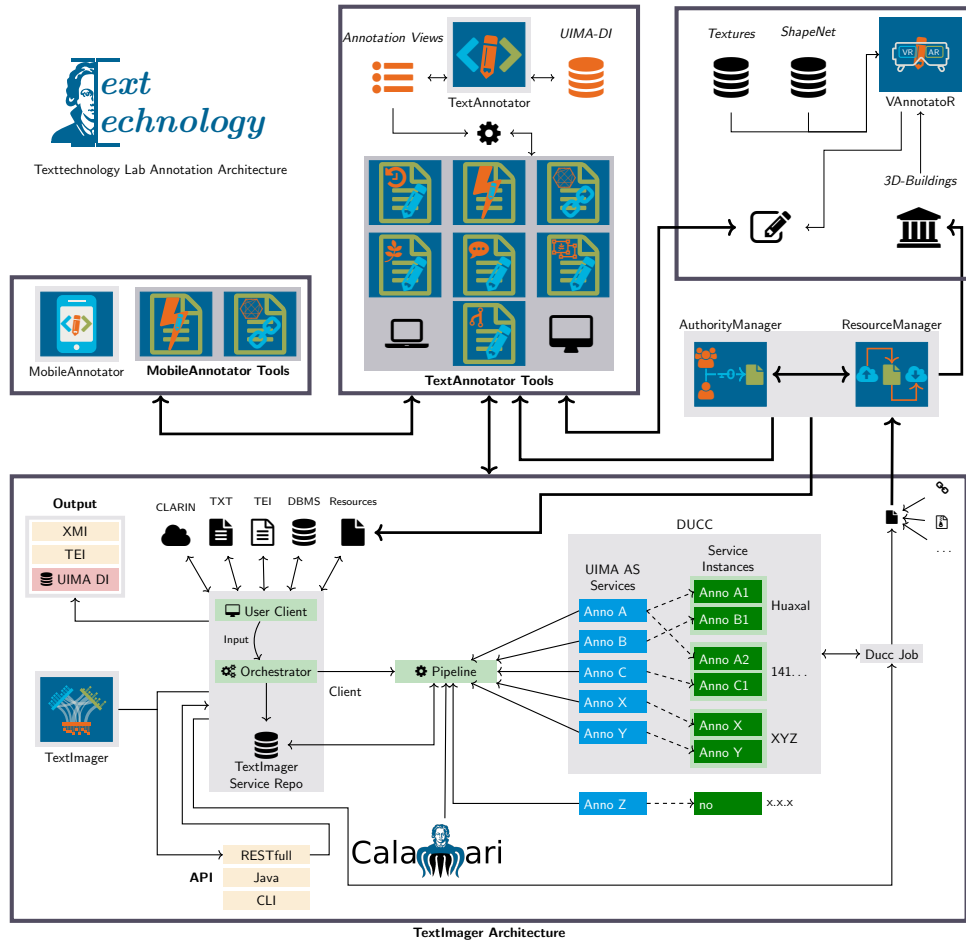 Text
echnology
Texttechnology Lab Annotation Architecture
Annotation Views
UIMA-DI
TextAnnotator
TextAnnotator Tools
Textures
ShapeNet
VR
AR
VAnnotatoR
3D-Buildings
MobileAnnotator
MobileAnnotator Tools
AuthorityManager
ResourceManager
Output
XMI
TEI
UIMA DI
CLARIN
TXT
TEI
DBMS
Resources
User Client
Input
Orchestrator
Client
TextImager
Service Repo
TextImager
API
RESTfull
Java
CLI
Pipeline
Calamari
DUCC
UIMA AS
Services
Service
Instances
Anno A
Anno B
Anno C
Anno X
Anno Y
Anno Z
Anno A1
Anno B1
Huaxal
Anno A2
Anno C1
141...
Anno X
Anno Y
XYZ
no
x.x.x
Ducc Job
...
TextImager Architecture